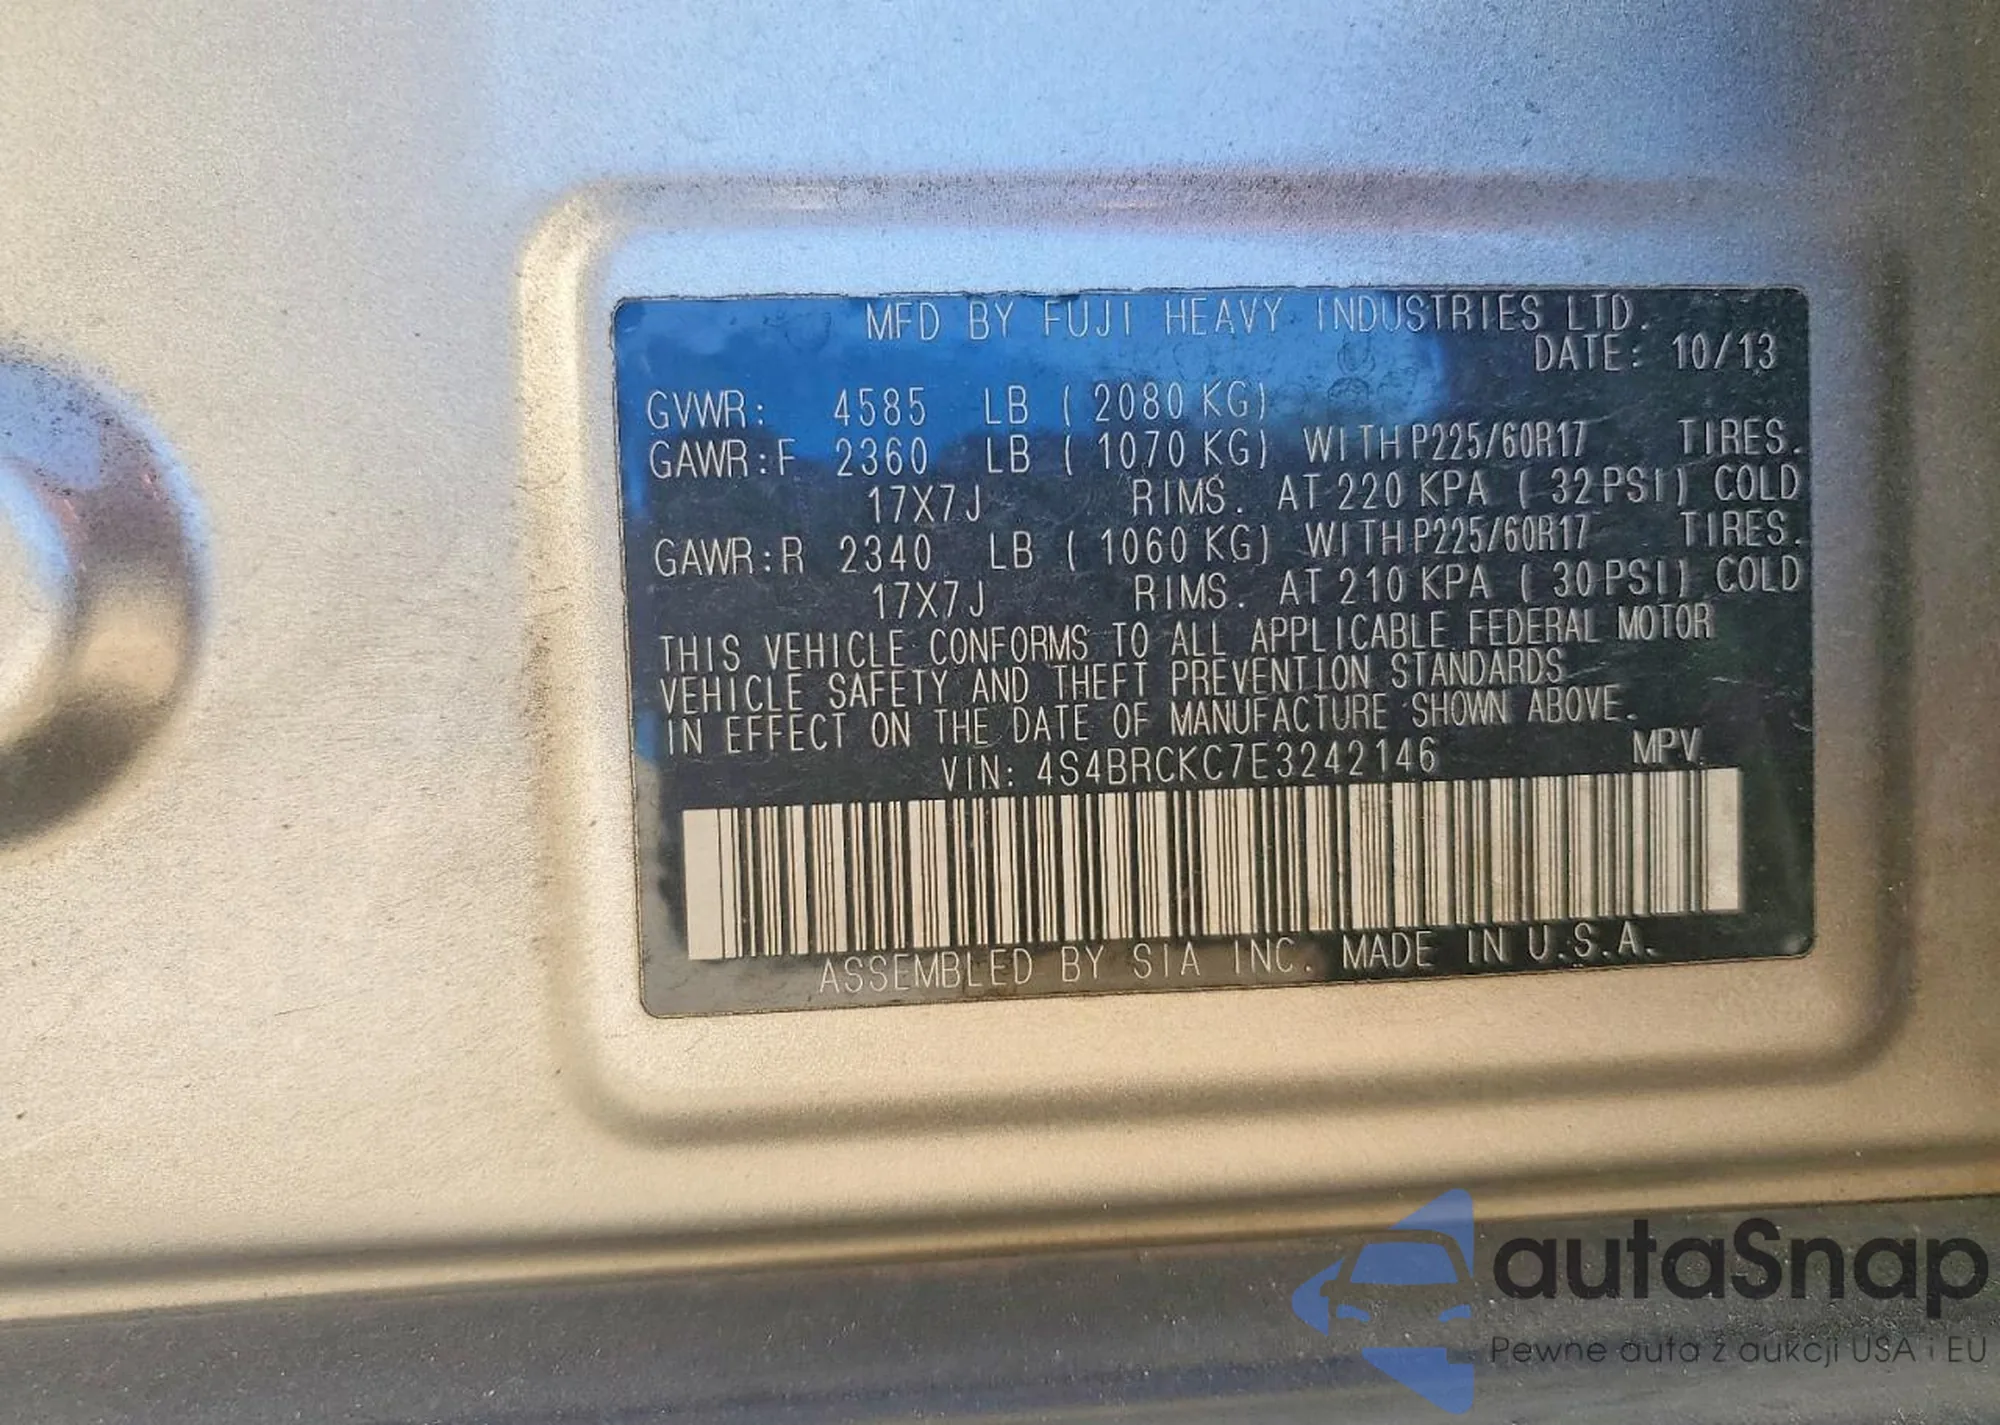 MFD BY FUJI HEAVY INDUSTRIES LTD.
DATE: 10/13
GVWR: 4585 LB ( 2080 KG)
GAWR:F 2360 LB ( 1070 KG) WITH P225/60R17 TIRES.
17X7J RIMS. AT 220 KPA ( 32 PSI) COLD
GAWR:R 2340 LB ( 1060 KG) WITH P225/60R17 TIRES.
17X7J RIMS. AT 210 KPA ( 30 PSI) COLD
THIS VEHICLE CONFORMS TO ALL APPLICABLE FEDERAL MOTOR
VEHICLE SAFETY AND THEFT PREVENTION STANDARDS
IN EFFECT ON THE DATE OF MANUFACTURE SHOWN ABOVE.
VIN: 4S4BRCKC7E3242146 MPV
ASSEMBLED BY SIA INC. MADE IN U.S.A.
autaSnap
Pewne auta z aukcji USA i EU